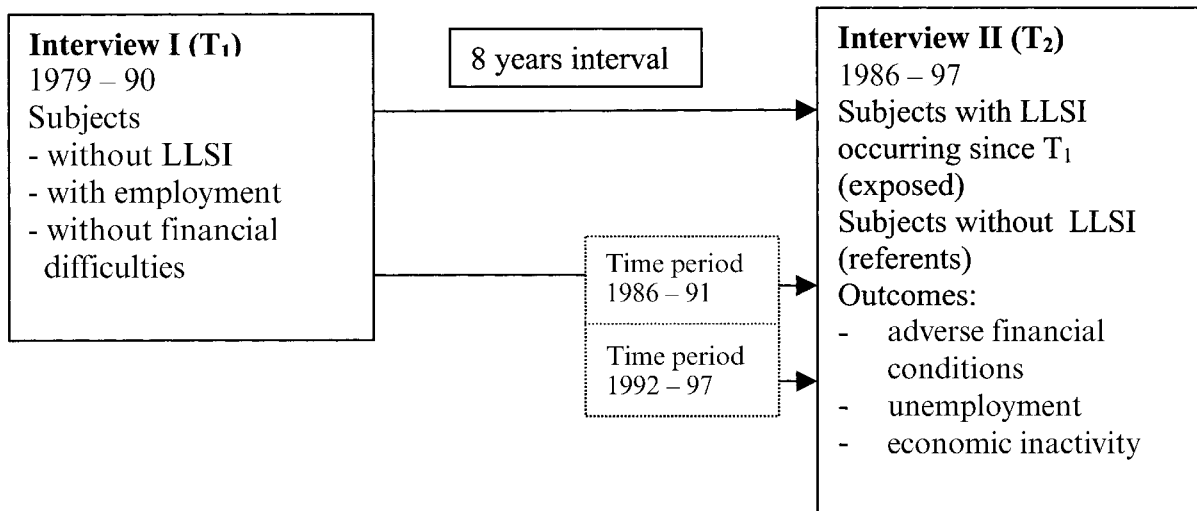 Interview I (T₁)
1979 – 90
Subjects
- without LLSI
- with employment
- without financial
difficulties
8 years interval
Time period
1986 – 91
Time period
1992 – 97
Interview II (T₂)
1986 – 97
Subjects with LLSI
occurring since T₁
(exposed)
Subjects without LLSI
(referents)
Outcomes:
- adverse financial
conditions
- unemployment
- economic inactivity